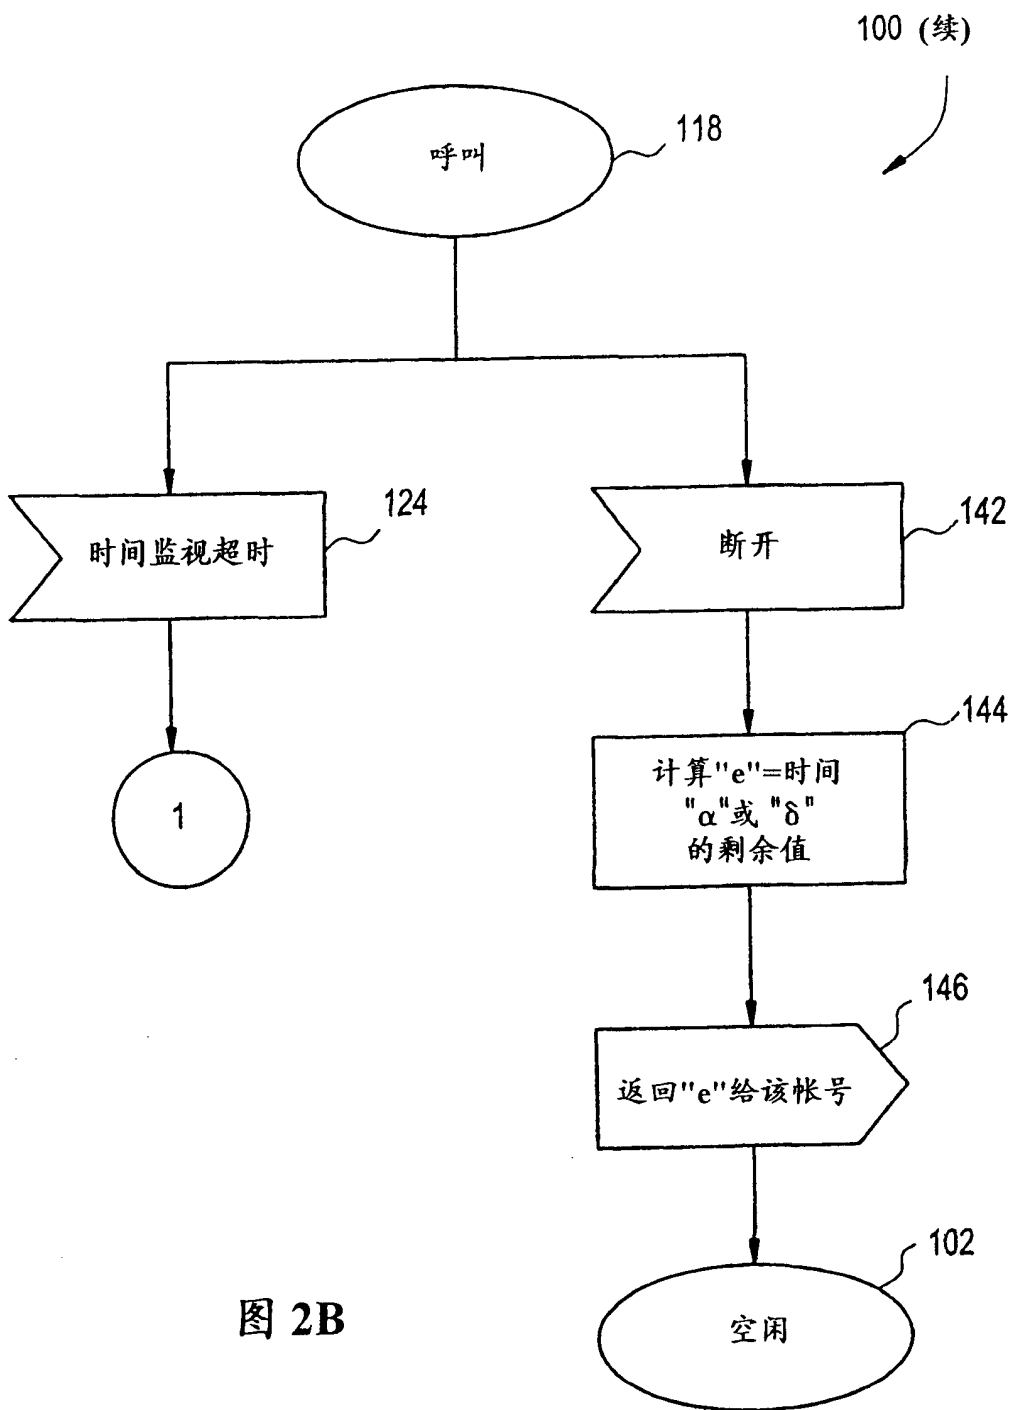 100 (续)
呼叫
118
时间监视超时
124
断开
142
1
计算"e"=时间
"α"或 "δ"
的剩余值
144
返回"e"给该帐号
146
空闲
102
图 2B